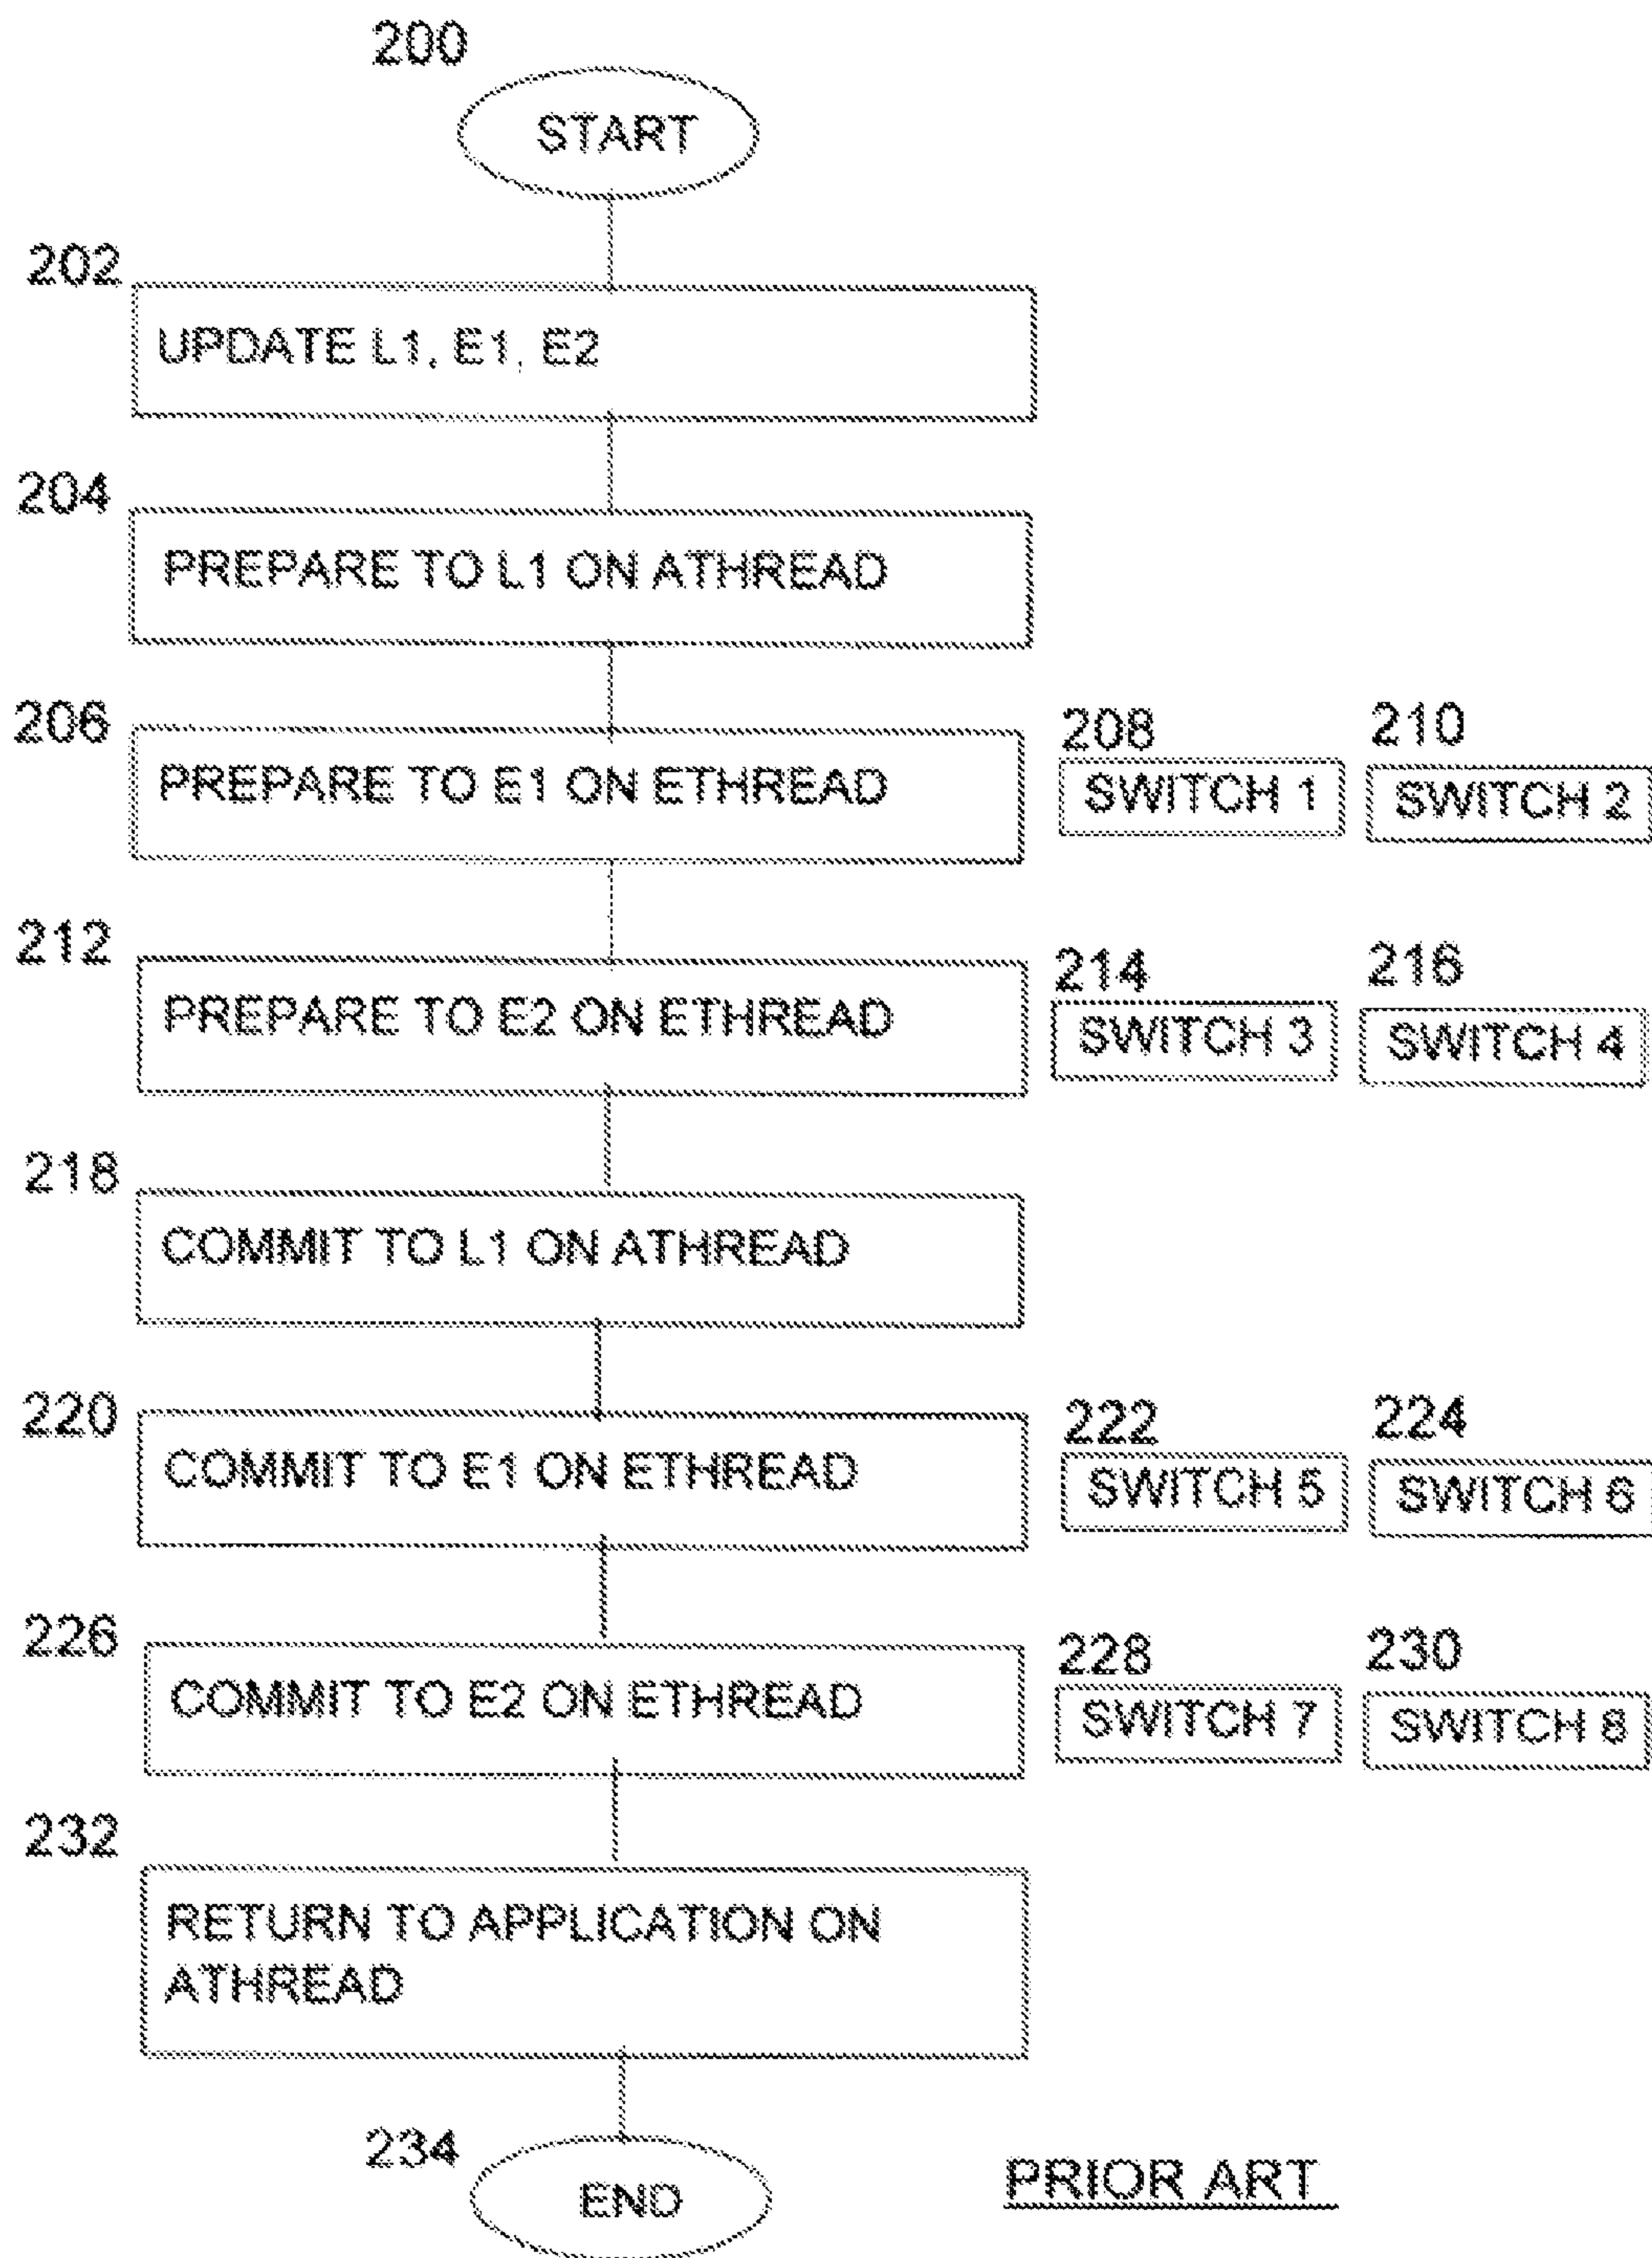 200
START
202
UPDATE L1, E1, E2
204
PREPARE TO L1 ON ATHREAD
206
PREPARE TO E1 ON ETHREAD
208
SWITCH 1
210
SWITCH 2
212
PREPARE TO E2 ON ETHREAD
214
SWITCH 3
216
SWITCH 4
218
COMMIT TO L1 ON ATHREAD
220
COMMIT TO E1 ON ETHREAD
222
SWITCH 5
224
SWITCH 6
226
COMMIT TO E2 ON ETHREAD
228
SWITCH 7
230
SWITCH 8
232
RETURN TO APPLICATION ON
ATHREAD
234
END
PRIOR ART